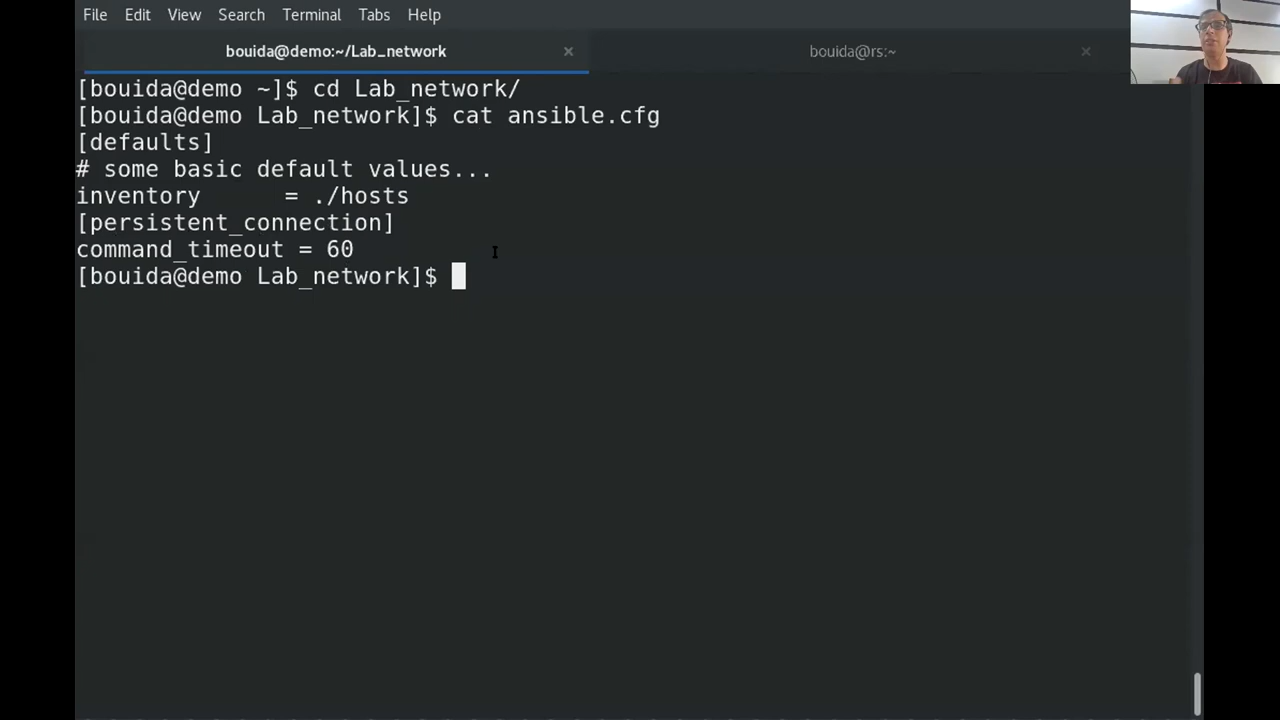 File Edit View Search Terminal Tabs Help
bouida@demo:~/Lab_network × bouida@rs:~ ×
[bouida@demo ~]$ cd Lab_network/
[bouida@demo Lab_network]$ cat ansible.cfg
[defaults]
# some basic default values...
inventory      = ./hosts
[persistent_connection]
command_timeout = 60
[bouida@demo Lab_network]$